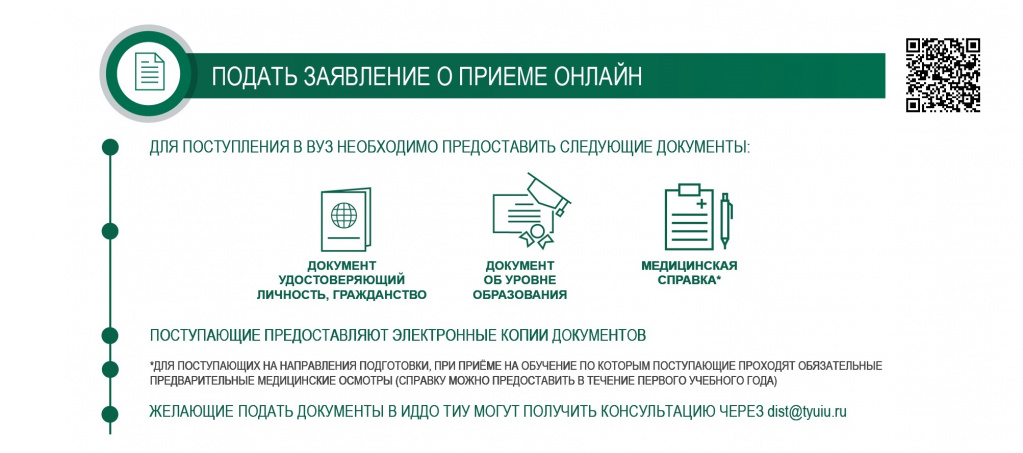 ПОДАТЬ ЗАЯВЛЕНИЕ О ПРИЕМЕ ОНЛАЙН
ДЛЯ ПОСТУПЛЕНИЯ В ВУЗ НЕОБХОДИМО ПРЕДОСТАВИТЬ СЛЕДУЮЩИЕ ДОКУМЕНТЫ:
ДОКУМЕНТ
УДОСТОВЕРЯЮЩИЙ
ЛИЧНОСТЬ, ГРАЖДАНСТВО
ДОКУМЕНТ
ОБ УРОВНЕ
ОБРАЗОВАНИЯ
МЕДИЦИНСКАЯ
СПРАВКА*
ПОСТУПАЮЩИЕ ПРЕДОСТАВЛЯЮТ ЭЛЕКТРОННЫЕ КОПИИ ДОКУМЕНТОВ
*ДЛЯ ПОСТУПАЮЩИХ НА НАПРАВЛЕНИЯ ПОДГОТОВКИ, ПРИ ПРИЁМЕ НА ОБУЧЕНИЕ ПО КОТОРЫМ ПОСТУПАЮЩИЕ ПРОХОДЯТ ОБЯЗАТЕЛЬНЫЕ
ПРЕДВАРИТЕЛЬНЫЕ МЕДИЦИНСКИЕ ОСМОТРЫ (СПРАВКУ МОЖНО ПРЕДОСТАВИТЬ В ТЕЧЕНИЕ ПЕРВОГО УЧЕБНОГО ГОДА)
ЖЕЛАЮЩИЕ ПОДАТЬ ДОКУМЕНТЫ В ИДДО ТИУ МОГУТ ПОЛУЧИТЬ КОНСУЛЬТАЦИЮ ЧЕРЕЗ dist@tyuiu.ru